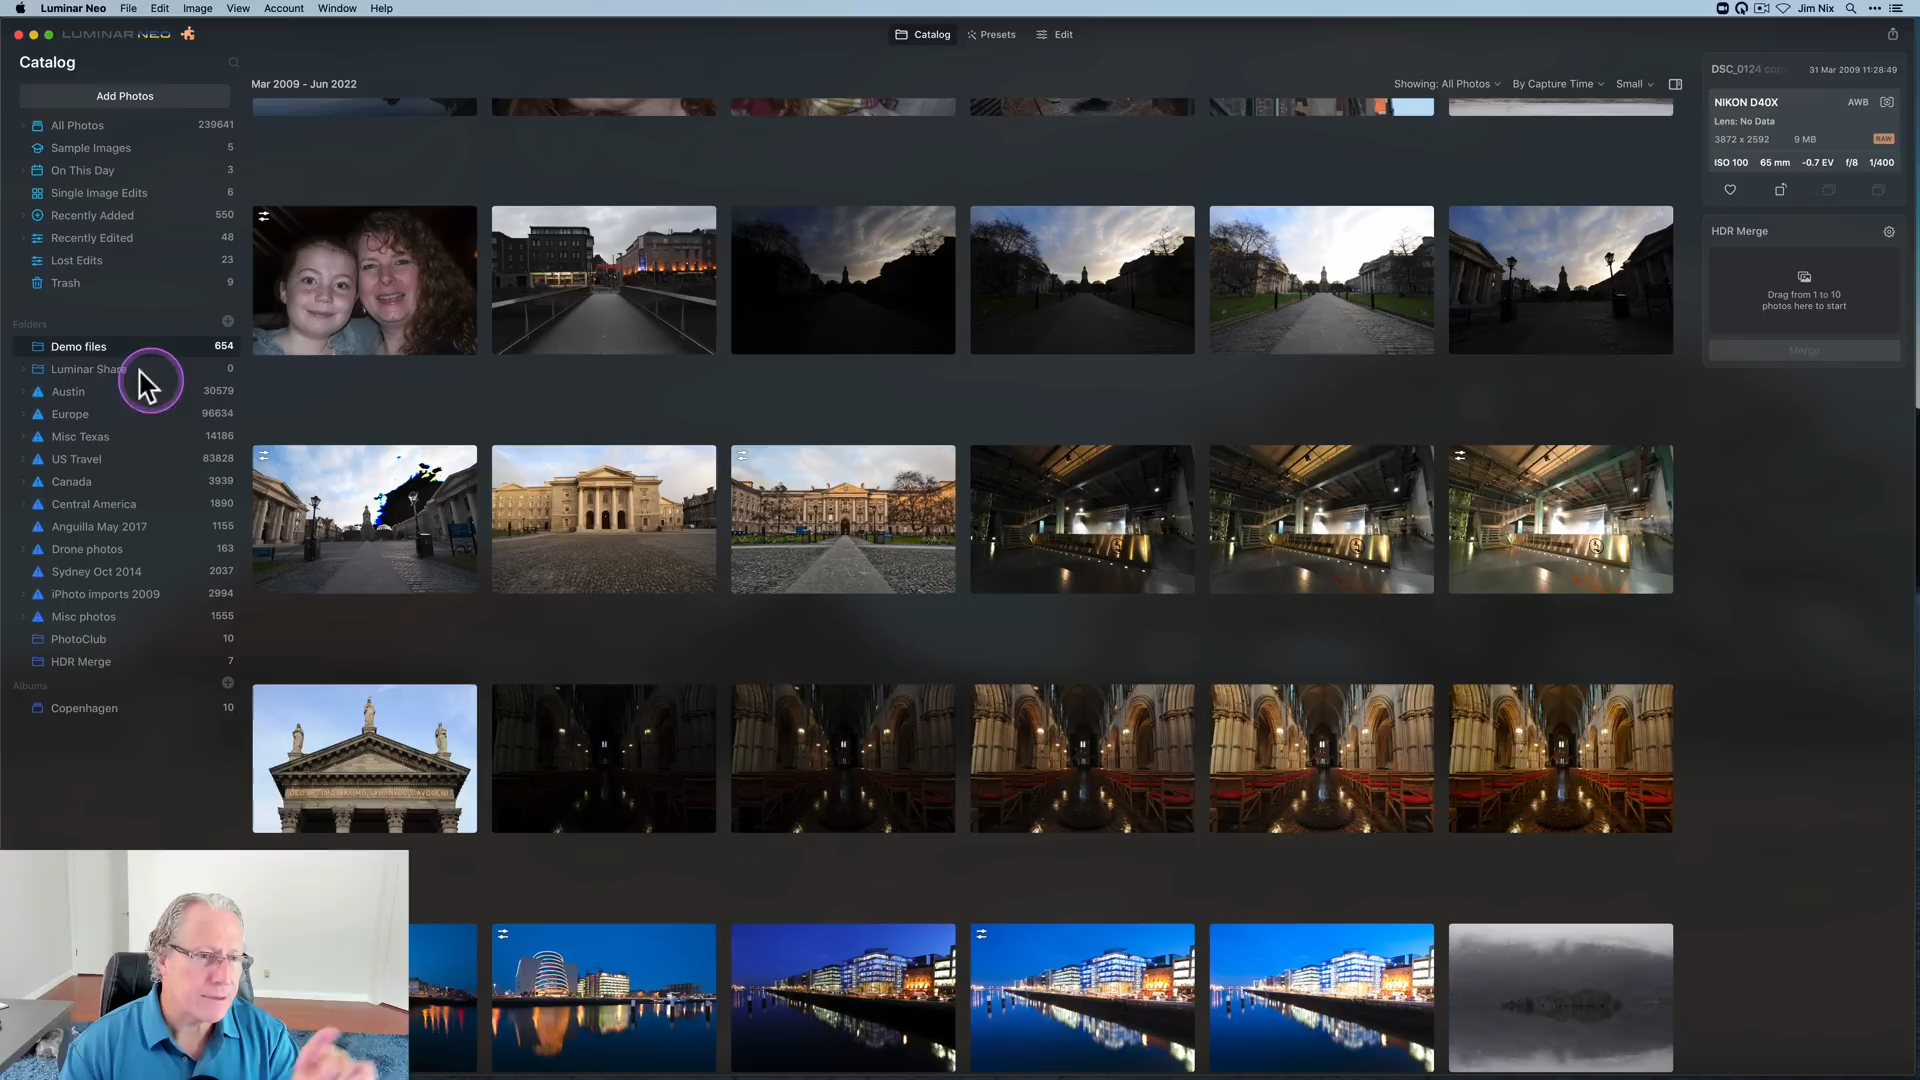 Luminar Neo File Edit Image View Account Window Help Jim Nix
LUMINAR NEO Catalog Presets Edit
Catalog
Add Photos
All Photos 239641
Sample Images 5
On This Day 3
Single Image Edits 6
Recently Added 550
Recently Edited 48
Lost Edits 23
Trash 9
Folders
Demo files 654
Luminar Share 0
Austin 30579
Europe 96634
Misc Texas 14186
US Travel 83828
Canada 3939
Central America 1890
Anguilla May 2017 1155
Drone photos 163
Sydney Oct 2014 2037
iPhoto imports 2009 2994
Misc photos 1555
PhotoClub 10
HDR Merge 7
Albums
Copenhagen 10
Mar 2009 - Jun 2022 Showing: All Photos By Capture Time Small
DSC_0124 cop 31 Mar 2009 11:28:49
NIKON D40X AWB
Lens: No Data
3872 x 2592 9 MB RAW
ISO 100 65 mm -0.7 EV f/8 1/400
HDR Merge
Drag from 1 to 10
photos here to start
Merge